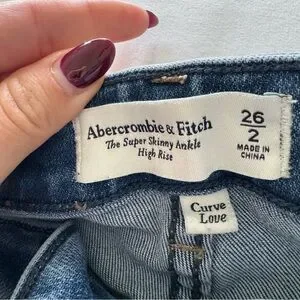 Abercrombie & Fitch
The Super Skinny Ankle
High Rise
26
2
MADE IN
CHINA
Curve
Love